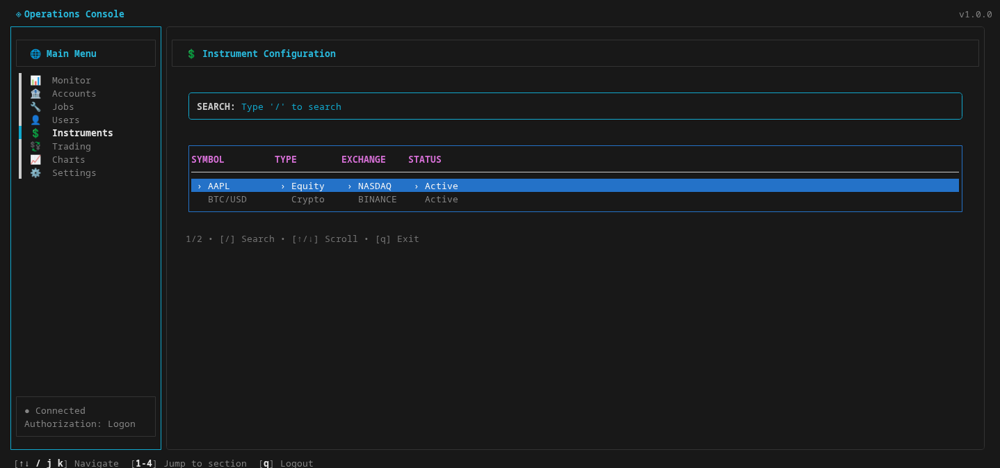 ◈ Operations Console v1.0.0
🌐 Main Menu
📊 Monitor
🏦 Accounts
🔧 Jobs
👤 Users
💲 Instruments
💱 Trading
📈 Charts
⚙️ Settings
● Connected
Authorization: Logon
💲 Instrument Configuration
SEARCH: Type '/' to search
SYMBOL TYPE EXCHANGE STATUS
› AAPL › Equity › NASDAQ › Active
BTC/USD Crypto BINANCE Active
1/2 • [/] Search • [↑/↓] Scroll • [q] Exit
[↑↓ / j k] Navigate [1-4] Jump to section [q] Logout